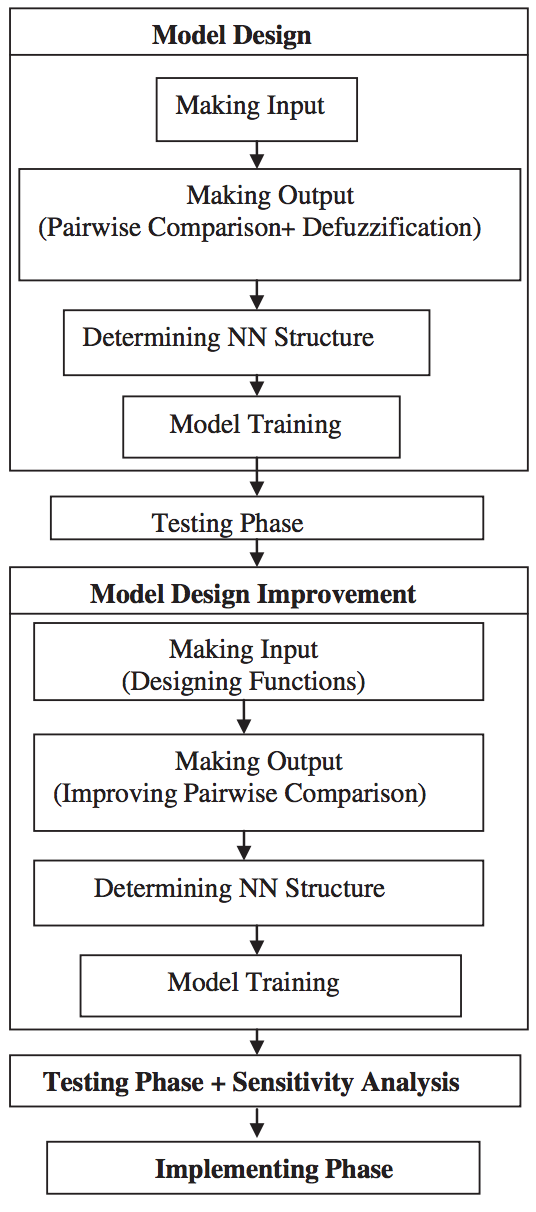 Model Design
Making Input
Making Output
(Pairwise Comparison+ Defuzzification)
Determining NN Structure
Model Training
Testing Phase
Model Design Improvement
Making Input
(Designing Functions)
Making Output
(Improving Pairwise Comparison)
Determining NN Structure
Model Training
Testing Phase + Sensitivity Analysis
Implementing Phase